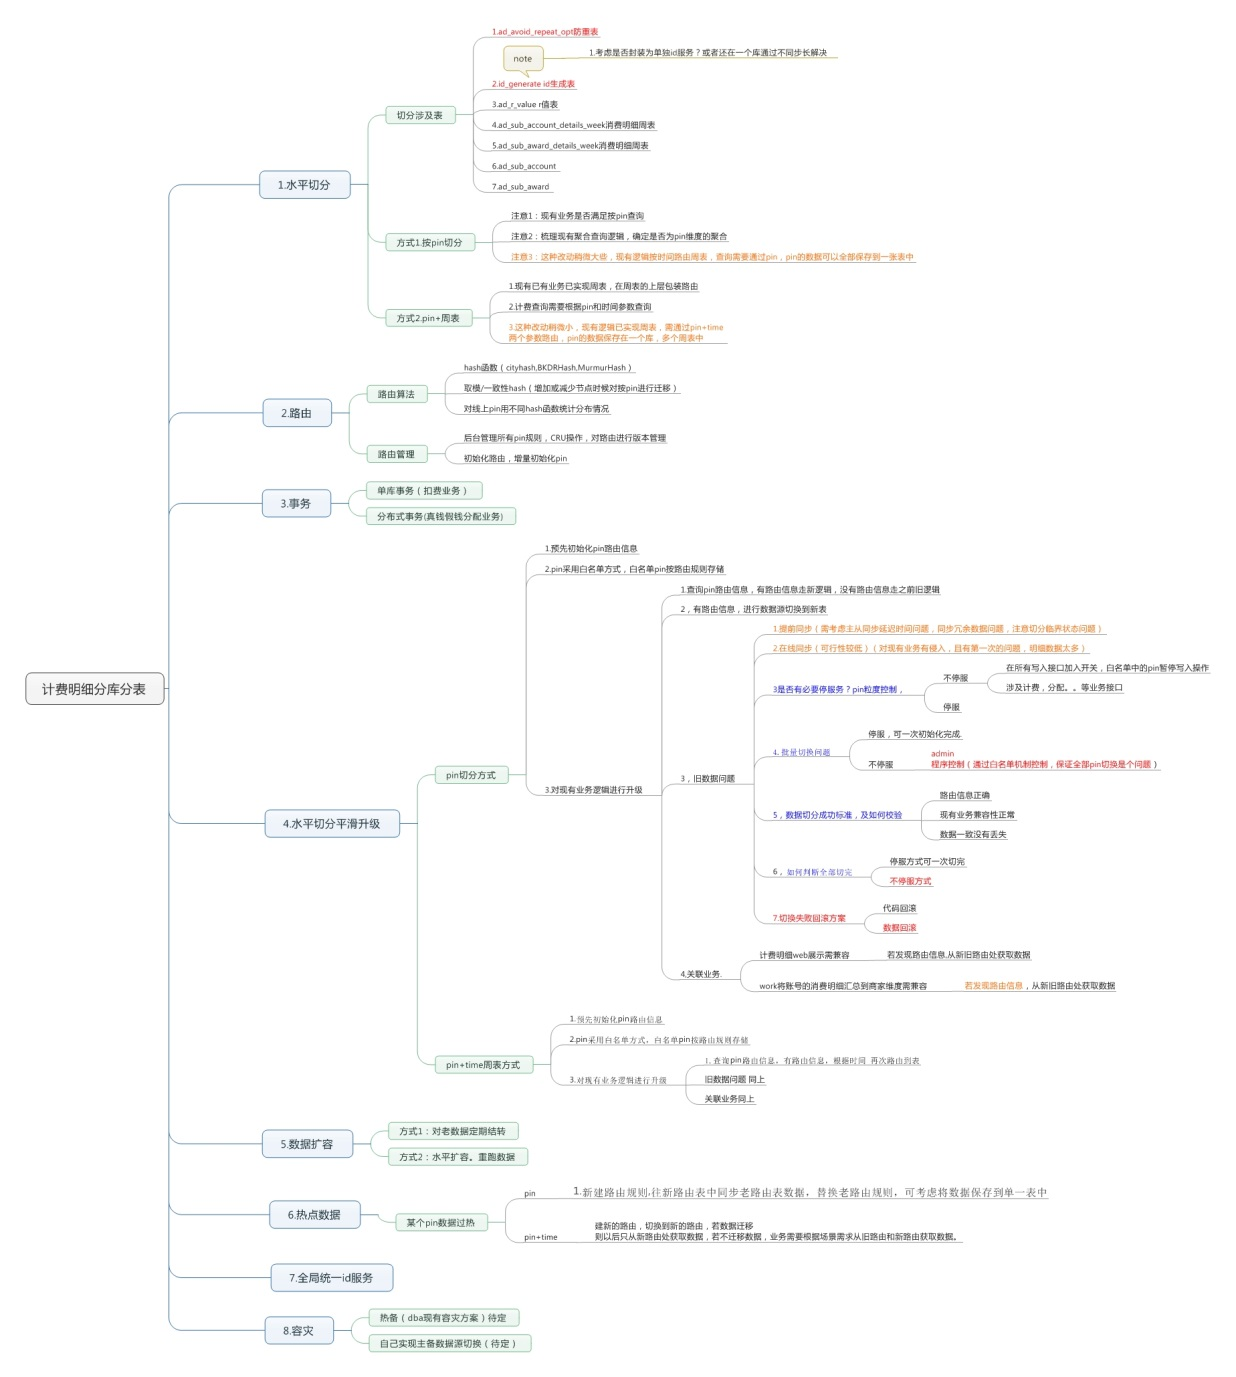 计费明细分库分表
1.水平切分
切分涉及表
1.ad_avoid_repeat_opt防重表
note
1.考虑是否封装为单独id服务？或者还在一个库通过不同步长解决
2.id_generate id生成表
3.ad_r_value r值表
4.ad_sub_account_details_week消费明细周表
5.ad_sub_award_details_week消费明细周表
6.ad_sub_account
7.ad_sub_award
方式1.按pin切分
注意1：现有业务是否满足按pin查询
注意2：梳理现有聚合查询逻辑，确定是否为pin维度的聚合
注意3：这种改动稍微大些，现有逻辑按时间路由周表，查询需要通过pin，pin的数据可以全部保存到一张表中
方式2.pin+周表
1.现有已有业务已实现周表，在周表的上层包装路由
2.计费查询需要根据pin和时间参数查询
3.这种改动稍微小，现有逻辑已实现周表，需通过pin+time
两个参数路由，pin的数据保存在一个库，多个周表中
2.路由
路由算法
hash函数（cityhash,BKDRHash,MurmurHash）
取模/一致性hash（增加或减少节点时候对按pin进行迁移）
对线上pin用不同hash函数统计分布情况
路由管理
后台管理所有pin规则，CRU操作，对路由进行版本管理
初始化路由，增量初始化pin
3.事务
单库事务（扣费业务）
分布式事务(真钱假钱分配业务)
4.水平切分平滑升级
pin切分方式
1.预先初始化pin路由信息
2.pin采用白名单方式，白名单pin按路由规则存储
3.对现有业务逻辑进行升级
1.查询pin路由信息，有路由信息走新逻辑，没有路由信息走之前旧逻辑
2，有路由信息，进行数据源切换到新表
3，旧数据问题
1.提前同步（需考虑主从同步延迟时间问题，同步冗余数据问题，注意切分临界状态问题）
2.在线同步（可行性较低）（对现有业务有侵入，且有第一次的问题，明细数据太多）
3是否有必要停服务？pin粒度控制，
不停服
在所有写入接口加入开关，白名单中的pin暂停写入操作
涉及计费，分配。。等业务接口
停服
4. 批量切换问题
停服，可一次初始化完成.
不停服
admin
程序控制（通过白名单机制控制，保证全部pin切换是个问题）
5，数据切分成功标准，及如何校验
路由信息正确
现有业务兼容性正常
数据一致没有丢失
6，如何判断全部切完
停服方式可一次切完
不停服方式
7.切换失败回滚方案
代码回滚
数据回滚
4.关联业务.
计费明细web展示需兼容
若发现路由信息,从新旧路由处获取数据
work将账号的消费明细汇总到商家维度需兼容
若发现路由信息，从新旧路由处获取数据
pin+time周表方式
1.预先初始化pin路由信息
2.pin采用白名单方式，白名单pin按路由规则存储
3.对现有业务逻辑进行升级
1. 查询pin路由信息，有路由信息，根据时间 再次路由到表
旧数据问题 同上
关联业务同上
5.数据扩容
方式1：对老数据定期结转
方式2：水平扩容。重跑数据
6.热点数据
某个pin数据过热
pin
1.新建路由规则,往新路由表中同步老路由表数据，替换老路由规则，可考虑将数据保存到单一表中
pin+time
建新的路由，切换到新的路由，若数据迁移
则以后只从新路由处获取数据，若不迁移数据，业务需要根据场景需求从旧路由和新路由获取数据。
7.全局统一id服务
8.容灾
热备（dba现有容灾方案）待定
自己实现主备数据源切换（待定）